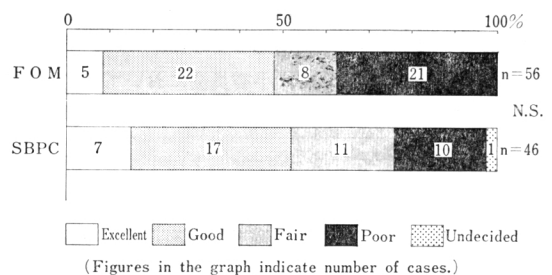 0 50 100%
FOM 5 22 8 21 n=56
N.S.
SBPC 7 17 11 10 1 n=46
Excellent Good Fair Poor Undecided
(Figures in the graph indicate number of cases.)